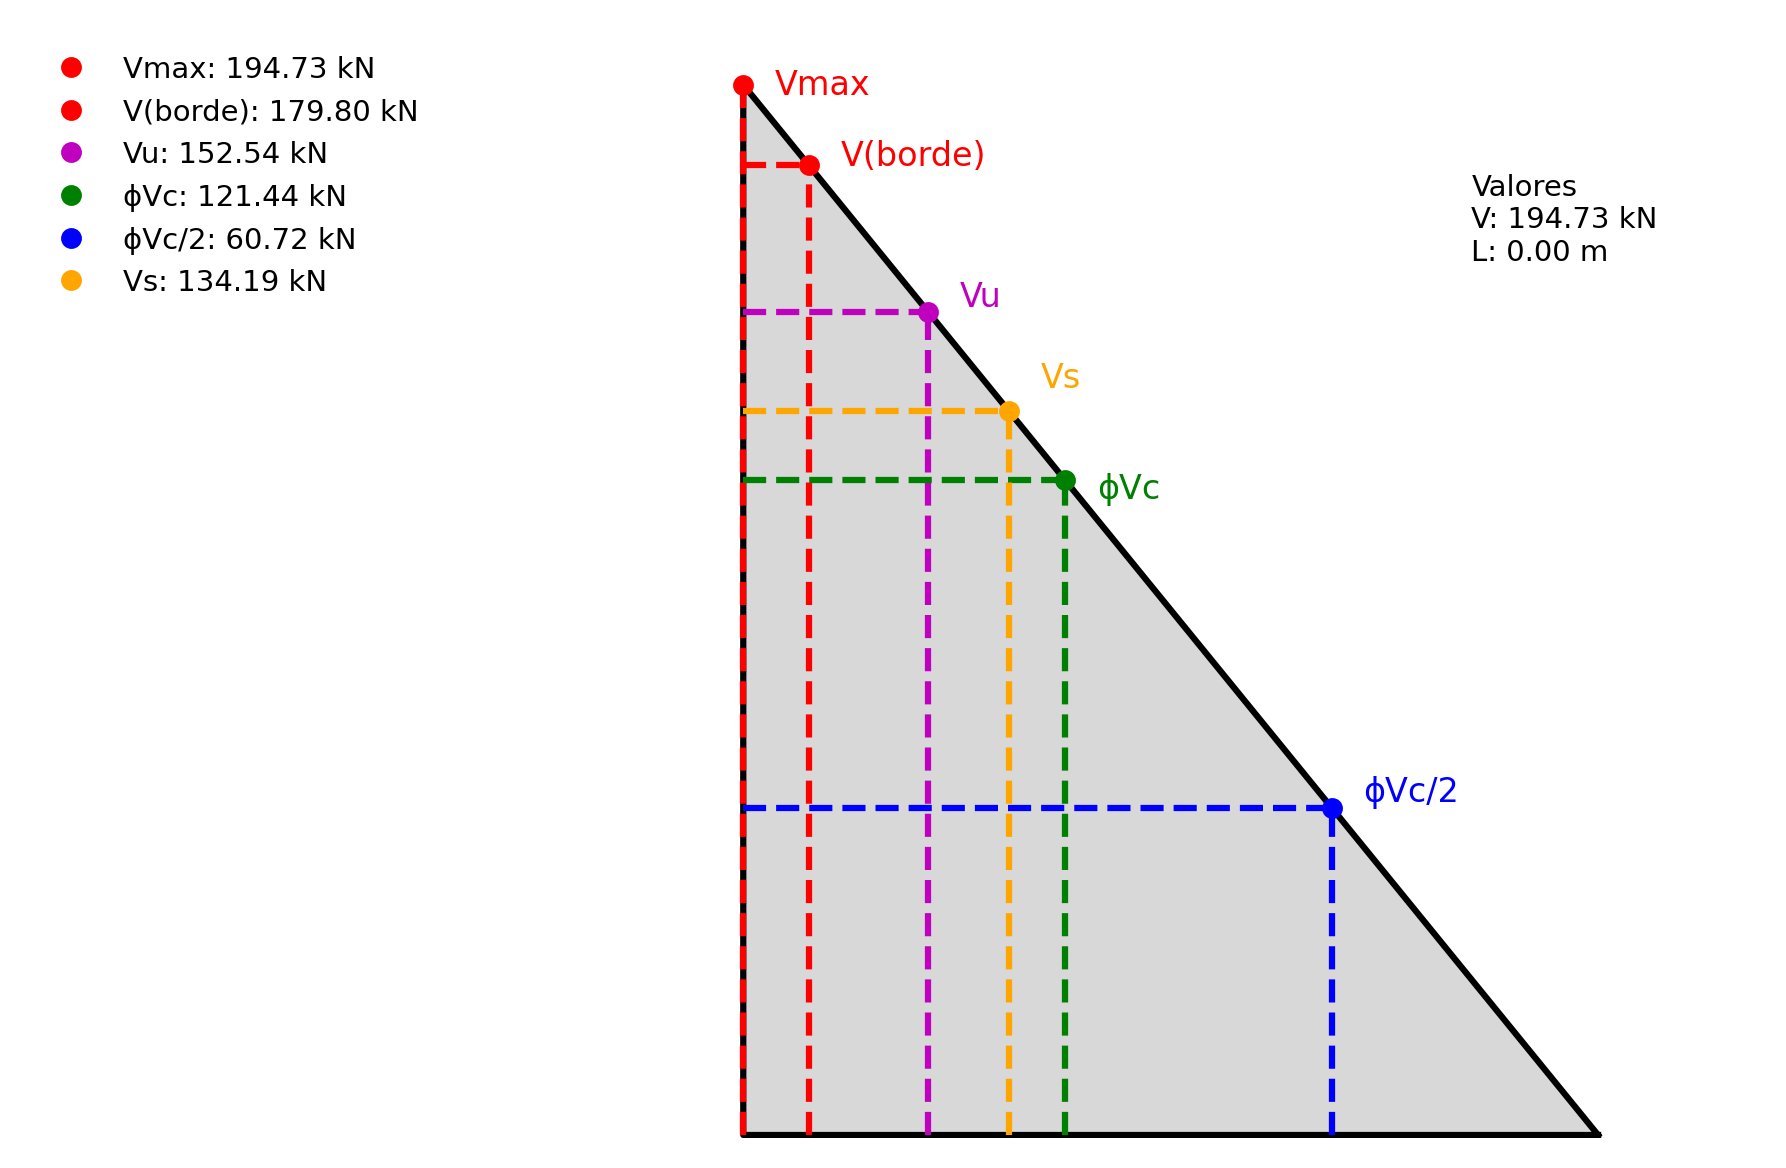 Vmax: 194.73 kN
V(borde): 179.80 kN
Vu: 152.54 kN
ϕVc: 121.44 kN
ϕVc/2: 60.72 kN
Vs: 134.19 kN
Vmax
V(borde)
Valores
V: 194.73 kN
L: 0.00 m
Vu
Vs
ϕVc
ϕVc/2